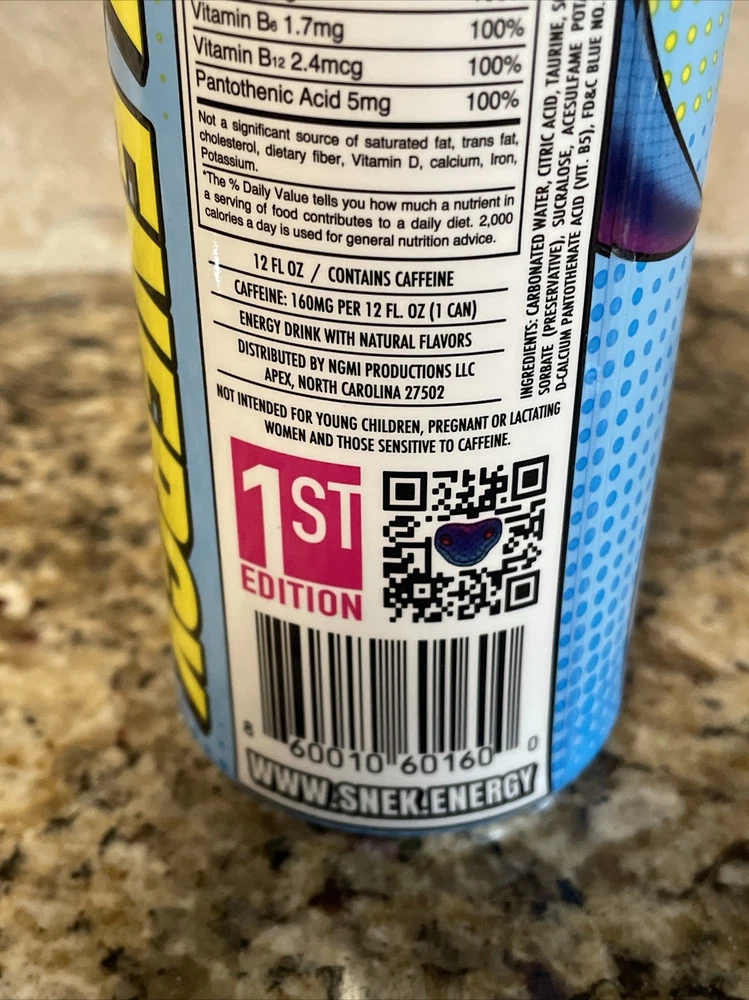 Vitamin B6 1.7mg 100%
Vitamin B12 2.4mcg 100%
Pantothenic Acid 5mg 100%
Not a significant source of saturated fat, trans fat,
cholesterol, dietary fiber, Vitamin D, calcium, Iron,
Potassium.
*The % Daily Value tells you how much a nutrient in
a serving of food contributes to a daily diet. 2,000
calories a day is used for general nutrition advice.
12 FL OZ / CONTAINS CAFFEINE
CAFFEINE: 160MG PER 12 FL. OZ (1 CAN)
ENERGY DRINK WITH NATURAL FLAVORS
DISTRIBUTED BY NGMI PRODUCTIONS LLC
APEX, NORTH CAROLINA 27502
NOT INTENDED FOR YOUNG CHILDREN, PREGNANT OR LACTATING
WOMEN AND THOSE SENSITIVE TO CAFFEINE.
INGREDIENTS: CARBONATED WATER, CITRIC ACID, TAURINE,
SORBATE (PRESERVATIVE), SUCRALOSE, ACESULFAME
D-CALCIUM PANTOTHENATE ACID (VIT. B5), FD&C BLUE NO.
1ST
EDITION
8 60010 60160 0
WWW.SNEK.ENERGY
ENERGY